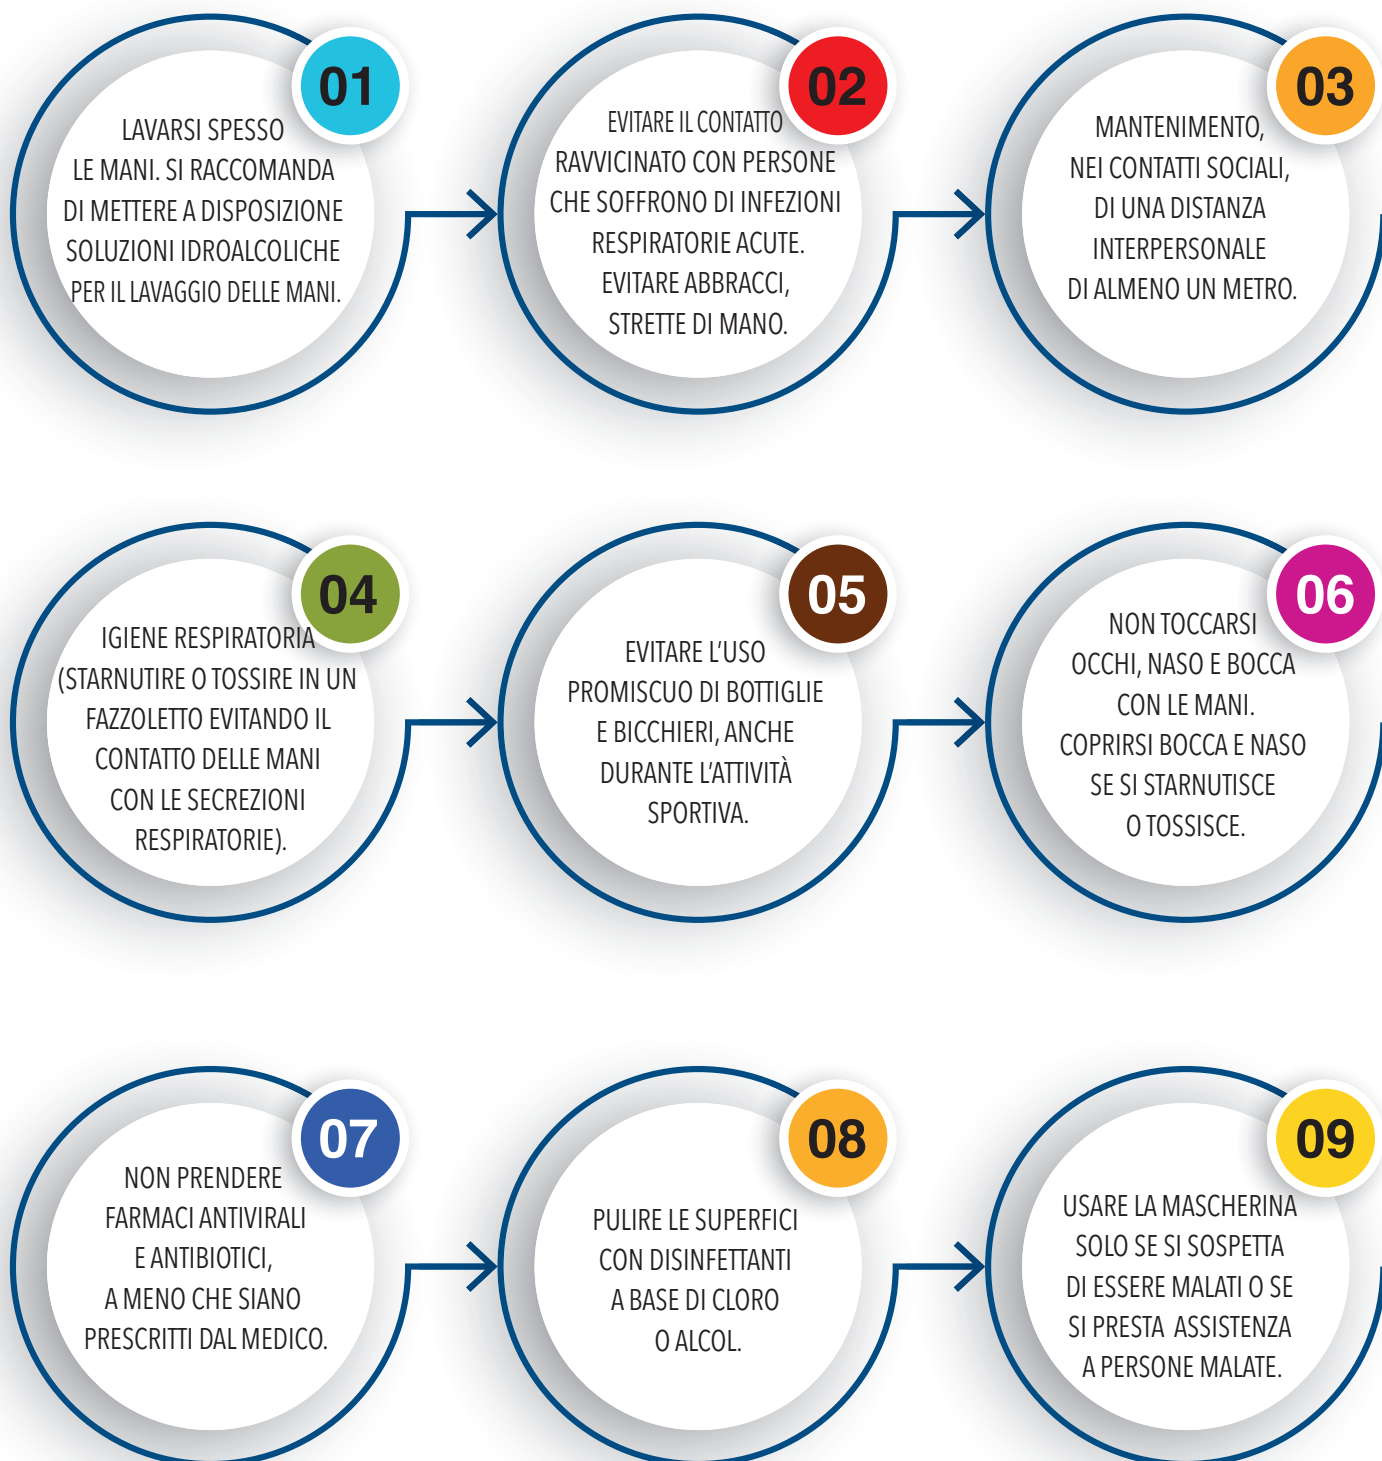 01
LAVARSI SPESSO
LE MANI. SI RACCOMANDA
DI METTERE A DISPOSIZIONE
SOLUZIONI IDROALCOLICHE
PER IL LAVAGGIO DELLE MANI.
02
EVITARE IL CONTATTO
RAVVICINATO CON PERSONE
CHE SOFFRONO DI INFEZIONI
RESPIRATORIE ACUTE.
EVITARE ABBRACCI,
STRETTE DI MANO.
03
MANTENIMENTO,
NEI CONTATTI SOCIALI,
DI UNA DISTANZA
INTERPERSONALE
DI ALMENO UN METRO.
04
IGIENE RESPIRATORIA
(STARNUTIRE O TOSSIRE IN UN
FAZZOLETTO EVITANDO IL
CONTATTO DELLE MANI
CON LE SECREZIONI
RESPIRATORIE).
05
EVITARE L'USO
PROMISCUO DI BOTTIGLIE
E BICCHIERI, ANCHE
DURANTE L'ATTIVITÀ
SPORTIVA.
06
NON TOCCARSI
OCCHI, NASO E BOCCA
CON LE MANI.
COPRIRSI BOCCA E NASO
SE SI STARNUTISCE
O TOSSISCE.
07
NON PRENDERE
FARMACI ANTIVIRALI
E ANTIBIOTICI,
A MENO CHE SIANO
PRESCRITTI DAL MEDICO.
08
PULIRE LE SUPERFICI
CON DISINFETTANTI
A BASE DI CLORO
O ALCOL.
09
USARE LA MASCHERINA
SOLO SE SI SOSPETTA
DI ESSERE MALATI O SE
SI PRESTA ASSISTENZA
A PERSONE MALATE.